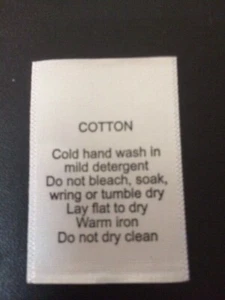 COTTON
Cold hand wash in
mild detergent
Do not bleach, soak,
wring or tumble dry
Lay flat to dry
Warm iron
Do not dry clean